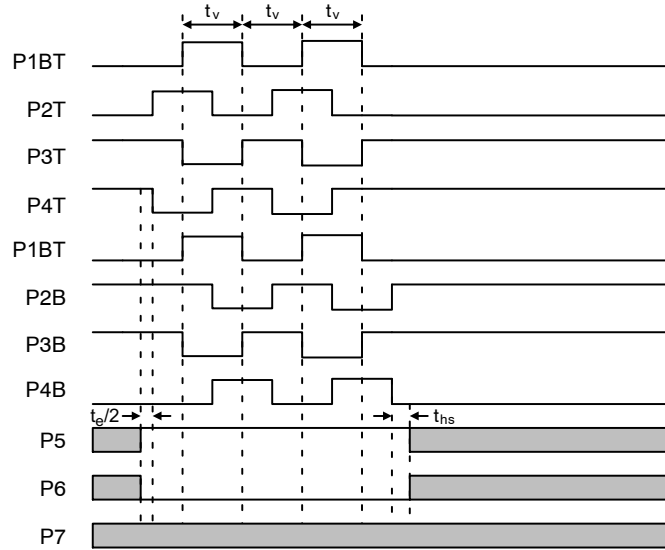 tv tv tv
P1BT
P2T
P3T
P4T
P1BT
P2B
P3B
P4B
te/2 ths
P5
P6
P7